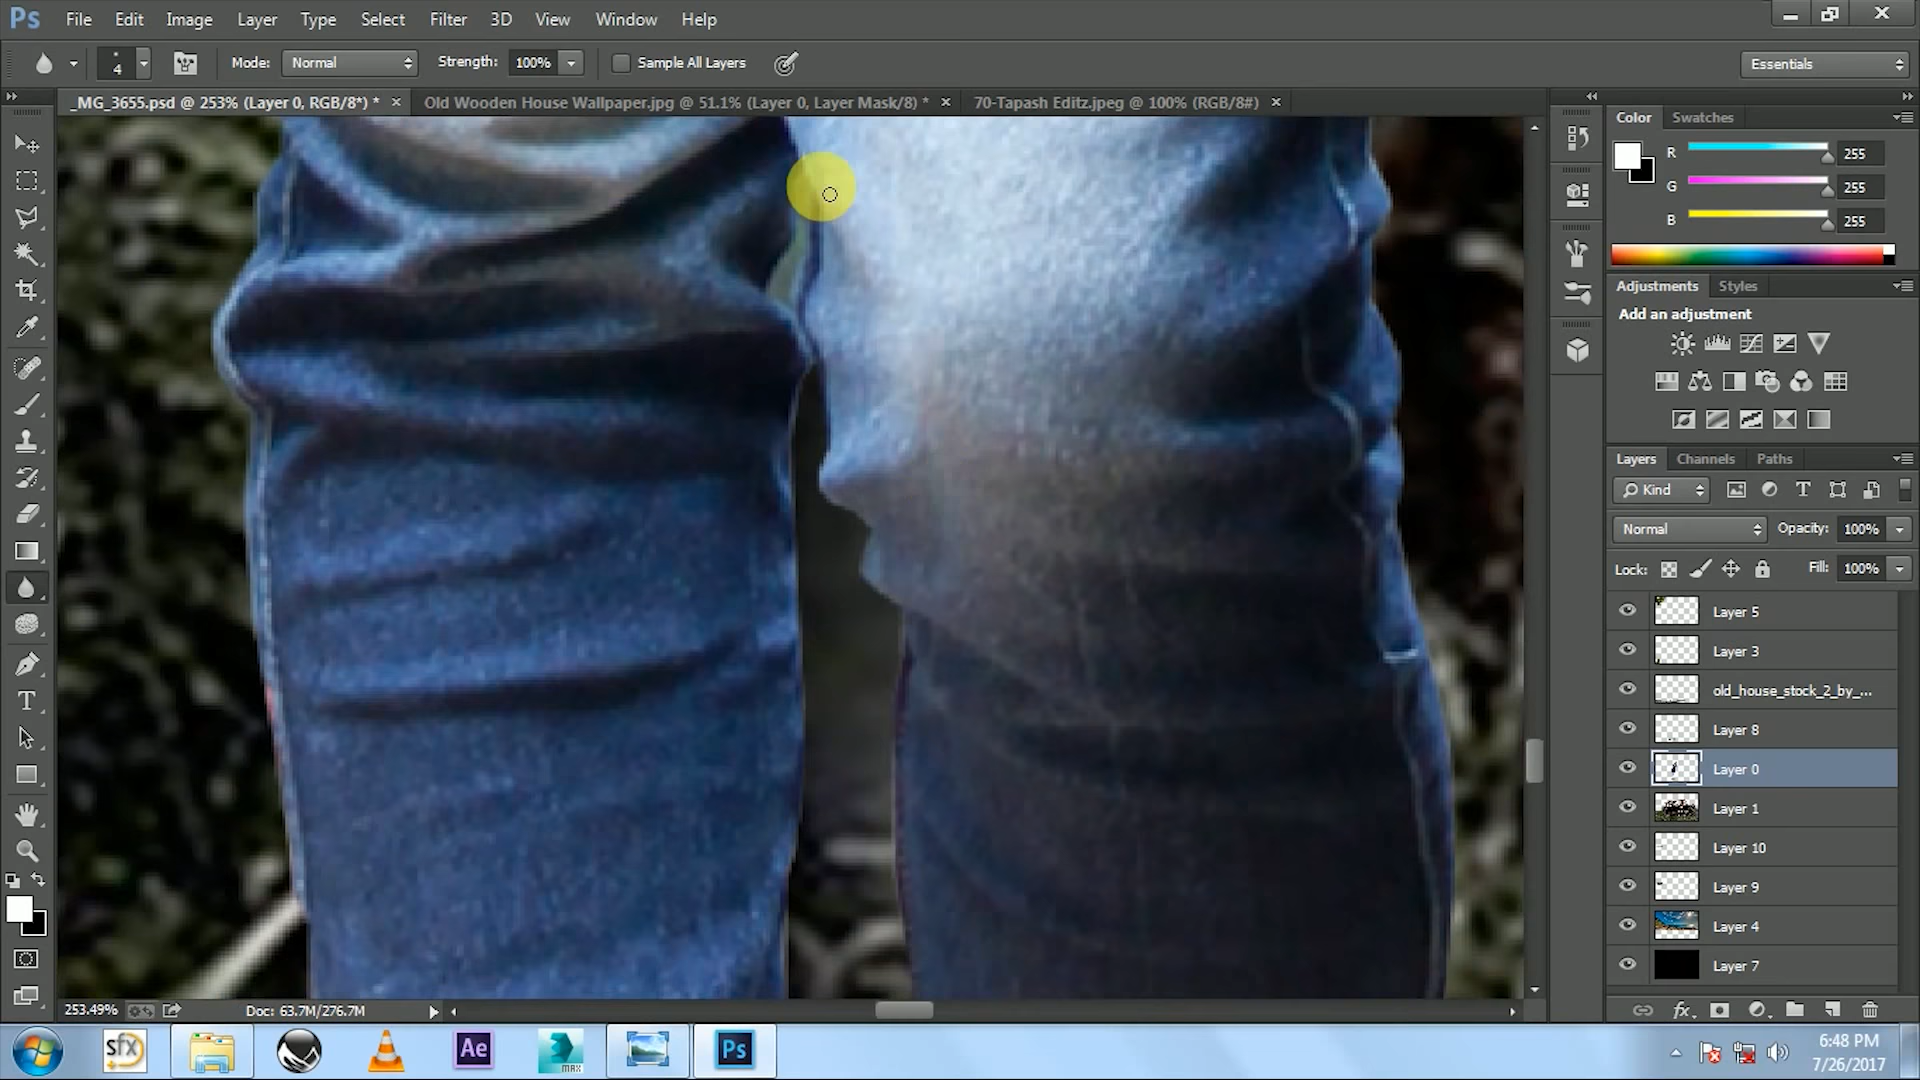 Ps File Edit Image Layer Type Select Filter 3D View Window Help
4 Mode: Normal Strength: 100% Sample All Layers Essentials
_MG_3655.psd @ 253% (Layer 0, RGB/8*) * Old Wooden House Wallpaper.jpg @ 51.1% (Layer 0, Layer Mask/8) * 70-Tapash Editz.jpeg @ 100% (RGB/8#)
Color Swatches
R 255
G 255
B 255
Adjustments Styles
Add an adjustment
Layers Channels Paths
Kind
Normal Opacity: 100%
Lock: Fill: 100%
Layer 5
Layer 3
old_house_stock_2_by_...
Layer 8
Layer 0
Layer 1
Layer 10
Layer 9
Layer 4
Layer 7
253.49% Doc: 63.7M/276.7M
sfx Ae MAX Ps
6:48 PM
7/26/2017